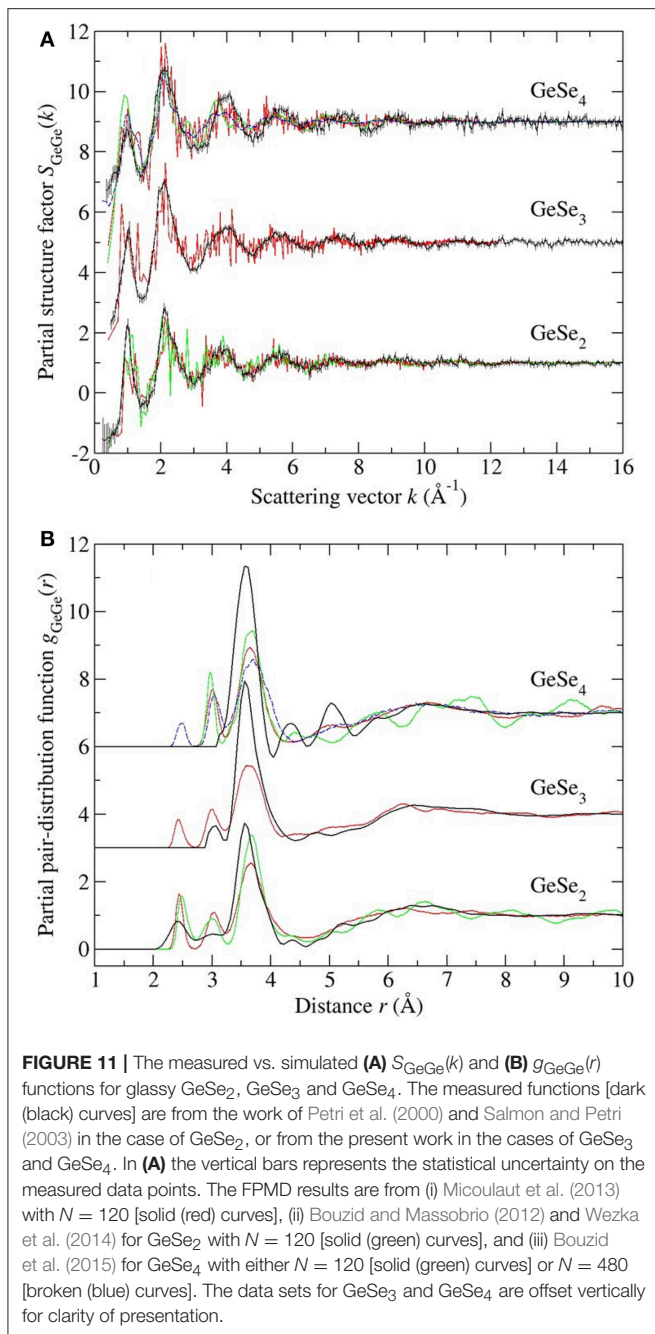 A
Partial structure factor S_GeGe(k)
12
10
8
6
4
2
0
-2
GeSe4
GeSe3
GeSe2
0 2 4 6 8 10 12 14 16
Scattering vector k (Å-1)
B
Partial pair-distribution function g_GeGe(r)
12
10
8
6
4
2
0
GeSe4
GeSe3
GeSe2
1 2 3 4 5 6 7 8 9 10
Distance r (Å)
FIGURE 11 | The measured vs. simulated (A) SGeGe(k) and (B) gGeGe(r)
functions for glassy GeSe2, GeSe3 and GeSe4. The measured functions [dark
(black) curves] are from the work of Petri et al. (2000) and Salmon and Petri
(2003) in the case of GeSe2, or from the present work in the cases of GeSe3
and GeSe4. In (A) the vertical bars represents the statistical uncertainty on the
measured data points. The FPMD results are from (i) Micoulaut et al. (2013)
with N = 120 [solid (red) curves], (ii) Bouzid and Massobrio (2012) and Wezka
et al. (2014) for GeSe2 with N = 120 [solid (green) curves], and (iii) Bouzid
et al. (2015) for GeSe4 with either N = 120 [solid (green) curves] or N = 480
[broken (blue) curves]. The data sets for GeSe3 and GeSe4 are offset vertically
for clarity of presentation.